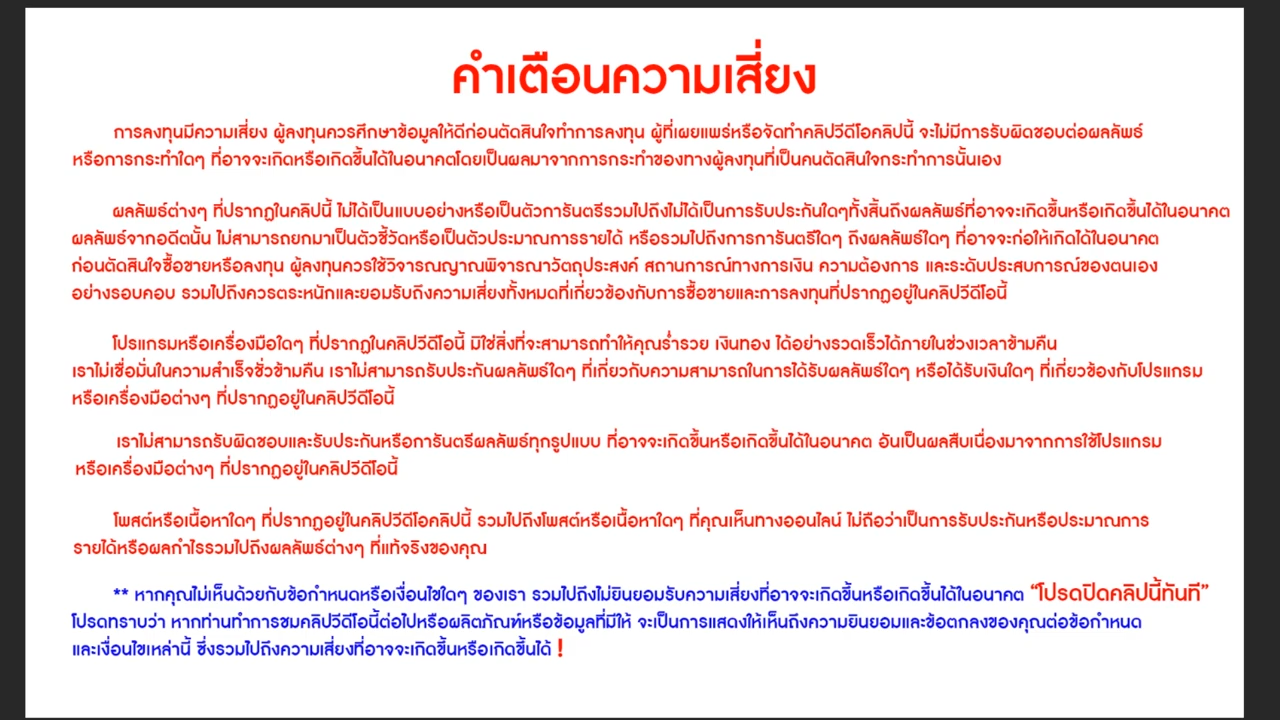 คำเตือนความเสี่ยง
การลงทุนมีความเสี่ยง ผู้ลงทุนควรศึกษาข้อมูลให้ดีก่อนตัดสินใจทำการลงทุน ผู้ที่เผยแพร่หรือจัดทำคลิปวีดีโอคลิปนี้ จะไม่มีการรับผิดชอบต่อผลลัพธ์
หรือการกระทำใดๆ ที่อาจจะเกิดหรือเกิดขึ้นได้ในอนาคตโดยเป็นผลมาจากการกระทำของทางผู้ลงทุนที่เป็นคนตัดสินใจกระทำการนั้นเอง
ผลลัพธ์ต่างๆ ที่ปรากฏในคลิปนี้ ไม่ได้เป็นแบบอย่างหรือเป็นตัวการันตรีรวมไปถึงไม่ได้เป็นการรับประกันใดๆทั้งสิ้นถึงผลลัพธ์ที่อาจจะเกิดขึ้นหรือเกิดขึ้นได้ในอนาคต
ผลลัพธ์จากอดีตนั้น ไม่สามารถยกมาเป็นตัวชี้วัดหรือเป็นตัวประมาณการรายได้ หรือรวมไปถึงการการันตรีใดๆ ถึงผลลัพธ์ใดๆ ที่อาจจะก่อให้เกิดได้ในอนาคต
ก่อนตัดสินใจซื้อขายหรือลงทุน ผู้ลงทุนควรใช้วิจารณญาณพิจารณาวัตถุประสงค์ สถานการณ์ทางการเงิน ความต้องการ และระดับประสบการณ์ของตนเอง
อย่างรอบคอบ รวมไปถึงควรตระหนักและยอมรับถึงความเสี่ยงทั้งหมดที่เกี่ยวข้องกับการซื้อขายและการลงทุนที่ปรากฏอยู่ในคลิปวีดีโอนี้
โปรแกรมหรือเครื่องมือใดๆ ที่ปรากฏในคลิปวีดีโอนี้ มิใช่สิ่งที่จะสามารถทำให้คุณร่ำรวย เงินทอง ได้อย่างรวดเร็วได้ภายในช่วงเวลาข้ามคืน
เราไม่เชื่อมั่นในความสำเร็จชั่วข้ามคืน เราไม่สามารถรับประกันผลลัพธ์ใดๆ ที่เกี่ยวกับความสามารถในการได้รับผลลัพธ์ใดๆ หรือได้รับเงินใดๆ ที่เกี่ยวข้องกับโปรแกรม
หรือเครื่องมือต่างๆ ที่ปรากฏอยู่ในคลิปวีดีโอนี้
เราไม่สามารถรับผิดชอบและรับประกันหรือการันตรีผลลัพธ์ทุกรูปแบบ ที่อาจจะเกิดขึ้นหรือเกิดขึ้นได้ในอนาคต อันเป็นผลสืบเนื่องมาจากการใช้โปรแกรม
หรือเครื่องมือต่างๆ ที่ปรากฏอยู่ในคลิปวีดีโอนี้
โพสต์หรือเนื้อหาใดๆ ที่ปรากฏอยู่ในคลิปวีดีโอคลิปนี้ รวมไปถึงโพสต์หรือเนื้อหาใดๆ ที่คุณเห็นทางออนไลน์ ไม่ถือว่าเป็นการรับประกันหรือประมาณการ
รายได้หรือผลกำไรรวมไปถึงผลลัพธ์ต่างๆ ที่แท้จริงของคุณ
** หากคุณไม่เห็นด้วยกับข้อกำหนดหรือเงื่อนไขใดๆ ของเรา รวมไปถึงไม่ยินยอมรับความเสี่ยงที่อาจจะเกิดขึ้นหรือเกิดขึ้นได้ในอนาคต “โปรดปิดคลิปนี้ทันที”
โปรดทราบว่า หากท่านทำการชมคลิปวีดีโอนี้ต่อไปหรือผลิตภัณฑ์หรือข้อมูลที่มีให้ จะเป็นการแสดงให้เห็นถึงความยินยอมและข้อตกลงของคุณต่อข้อกำหนด
และเงื่อนไขเหล่านี้ ซึ่งรวมไปถึงความเสี่ยงที่อาจจะเกิดขึ้นหรือเกิดขึ้นได้ !